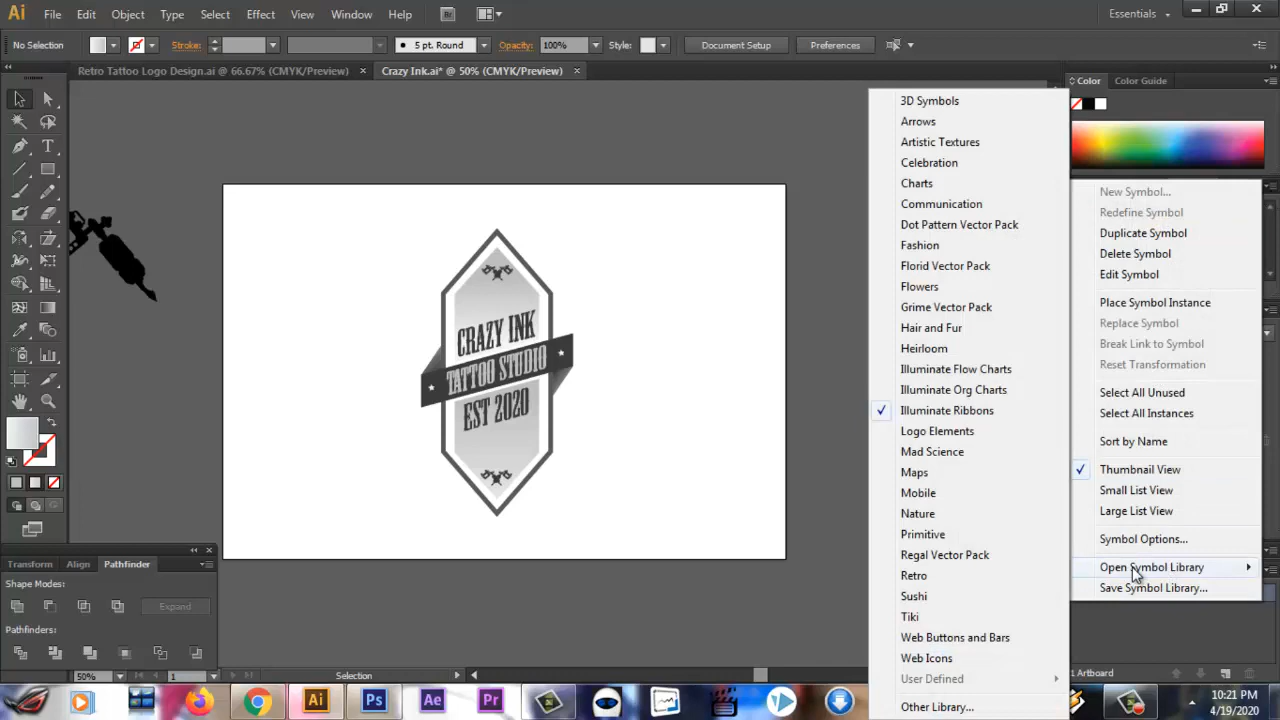 Ai File Edit Object Type Select Effect View Window Help Br Essentials
No Selection Stroke: 5 pt. Round Opacity: 100% Style: Document Setup Preferences
Retro Tattoo Logo Design.ai @ 66.67% (CMYK/Preview) × Crazy Ink.ai* @ 50% (CMYK/Preview) ×
Color Color Guide
3D Symbols
Arrows
Artistic Textures
Celebration
Charts
Communication
Dot Pattern Vector Pack
Fashion
Florid Vector Pack
Flowers
Grime Vector Pack
Hair and Fur
Heirloom
Illuminate Flow Charts
Illuminate Org Charts
Illuminate Ribbons
Logo Elements
Mad Science
Maps
Mobile
Nature
Primitive
Regal Vector Pack
Retro
Sushi
Tiki
Web Buttons and Bars
Web Icons
User Defined
Other Library...
New Symbol...
Redefine Symbol
Duplicate Symbol
Delete Symbol
Edit Symbol
Place Symbol Instance
Replace Symbol
Break Link to Symbol
Reset Transformation
Select All Unused
Select All Instances
Sort by Name
Thumbnail View
Small List View
Large List View
Symbol Options...
Open Symbol Library
Save Symbol Library...
CRAZY INK
TATTOO STUDIO
EST 2020
Transform Align Pathfinder
Shape Modes:
Expand
Pathfinders:
50% 1 Selection
1 Artboard
Ai Ps Ae Pr
10:21 PM
4/19/2020